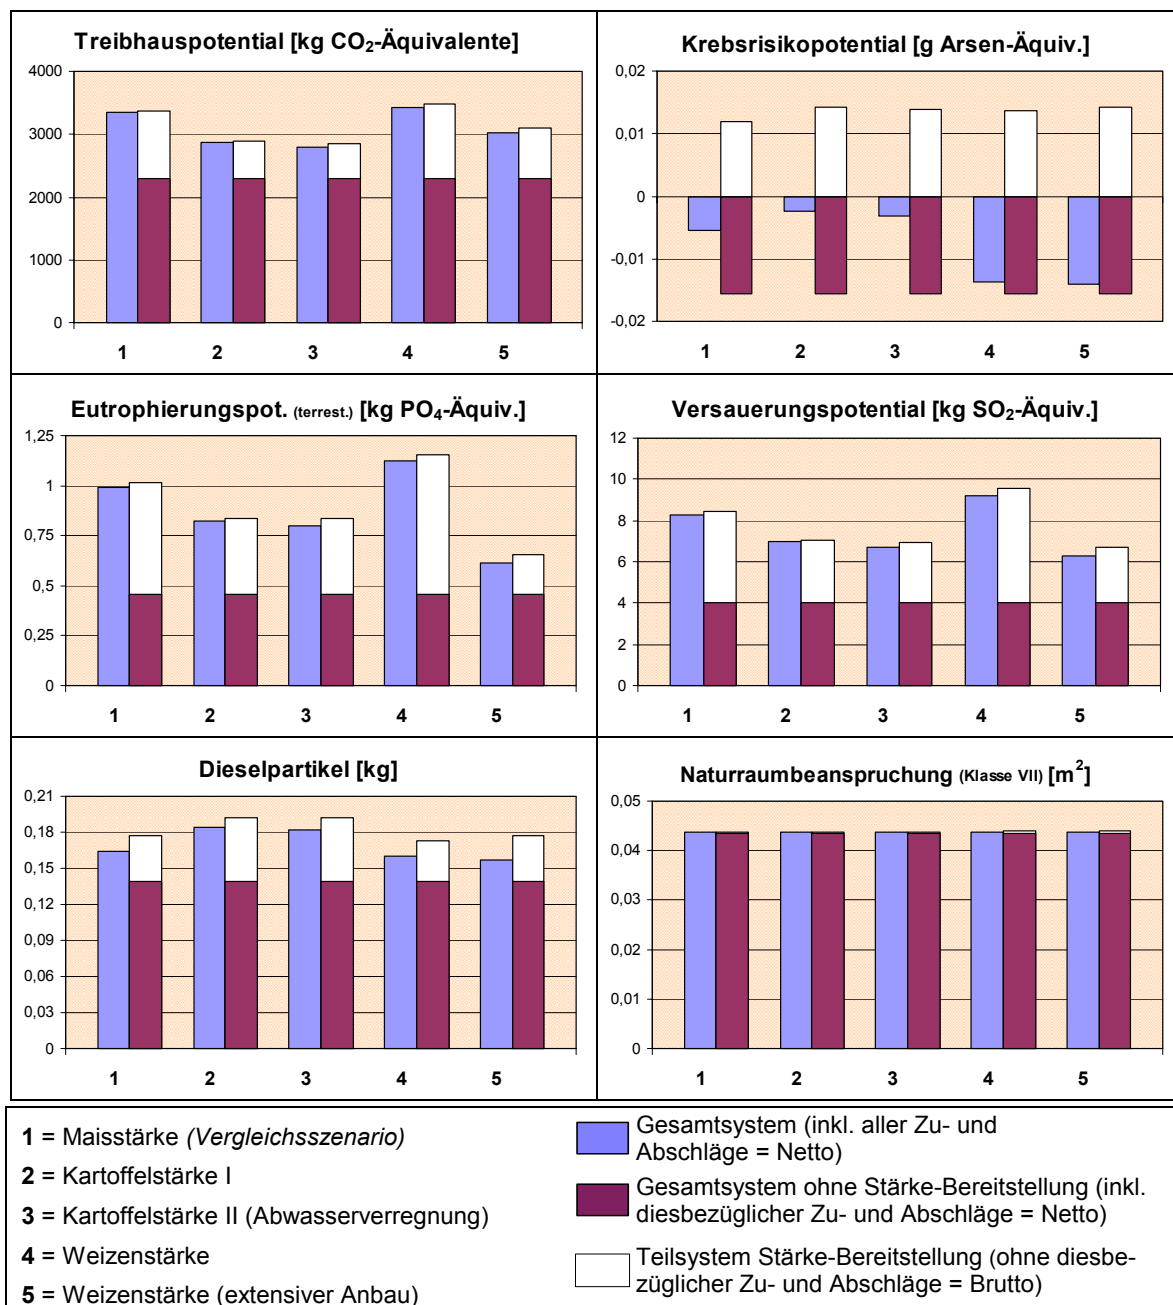 Treibhauspotential [kg CO₂-Äquivalente]
4000
3000
2000
1000
0
1 2 3 4 5
Krebsrisikopotential [g Arsen-Äquiv.]
0,02
0,01
0
-0,01
-0,02
1 2 3 4 5
Eutrophierungspot. (terrest.) [kg PO₄-Äquiv.]
1,25
1
0,75
0,5
0,25
0
1 2 3 4 5
Versauerungspotential [kg SO₂-Äquiv.]
12
10
8
6
4
2
0
1 2 3 4 5
Dieselpartikel [kg]
0,21
0,18
0,15
0,12
0,09
0,06
0,03
0
1 2 3 4 5
Naturraumbeanspruchung (Klasse VII) [m²]
0,05
0,04
0,03
0,02
0,01
0
1 2 3 4 5
1 = Maisstärke (Vergleichsszenario)
2 = Kartoffelstärke I
3 = Kartoffelstärke II (Abwasserverregnung)
4 = Weizenstärke
5 = Weizenstärke (extensiver Anbau)
Gesamtsystem (inkl. aller Zu- und
Abschläge = Netto)
Gesamtsystem ohne Stärke-Bereitstellung (inkl.
diesbezüglicher Zu- und Abschläge = Netto)
Teilsystem Stärke-Bereitstellung (ohne diesbe-
züglicher Zu- und Abschläge = Brutto)